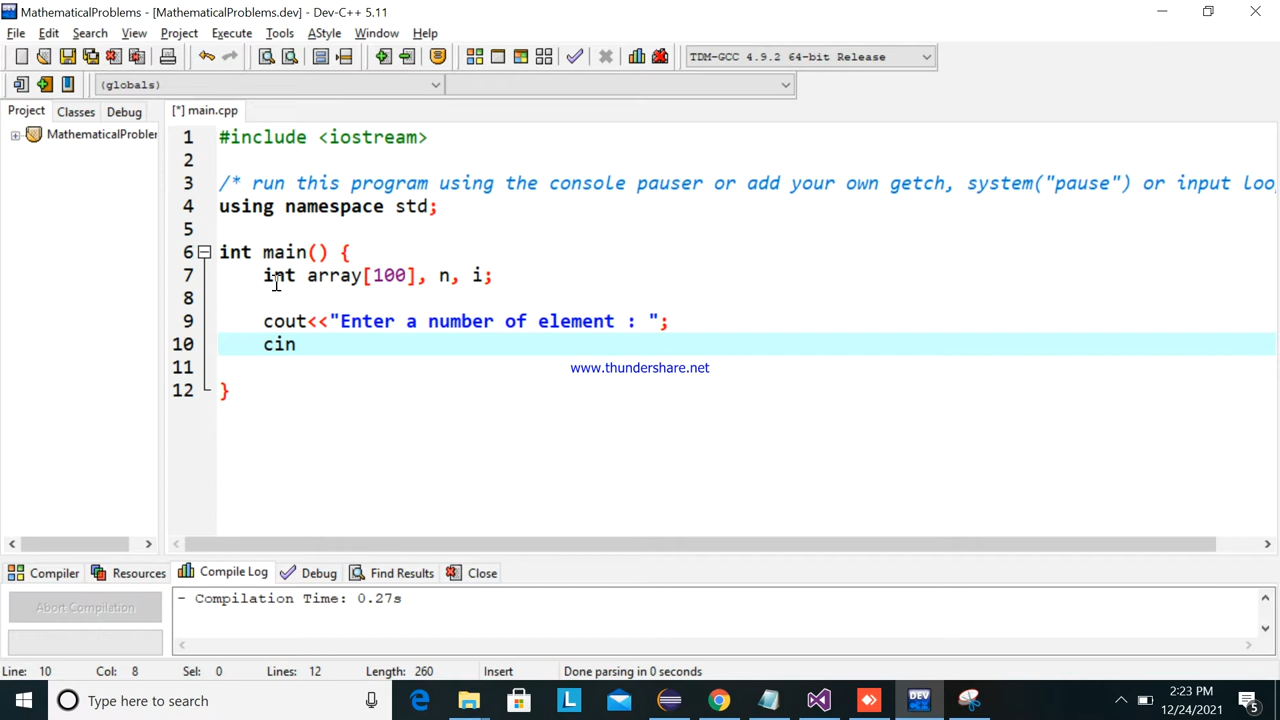 MathematicalProblems - [MathematicalProblems.dev] - Dev-C++ 5.11
File Edit Search View Project Execute Tools AStyle Window Help
TDM-GCC 4.9.2 64-bit Release
(globals)
Project Classes Debug [*] main.cpp
MathematicalProbler
1 #include <iostream>
2
3 /* run this program using the console pauser or add your own getch, system("pause") or input loo
4 using namespace std;
5
6 int main() {
7 int array[100], n, i;
8
9 cout<<"Enter a number of element : ";
10 cin
11
www.thundershare.net
12 }
Compiler Resources Compile Log Debug Find Results Close
Abort Compilation
- Compilation Time: 0.27s
Line: 10 Col: 8 Sel: 0 Lines: 12 Length: 260 Insert Done parsing in 0 seconds
Type here to search
DEV
2:23 PM
12/24/2021
5